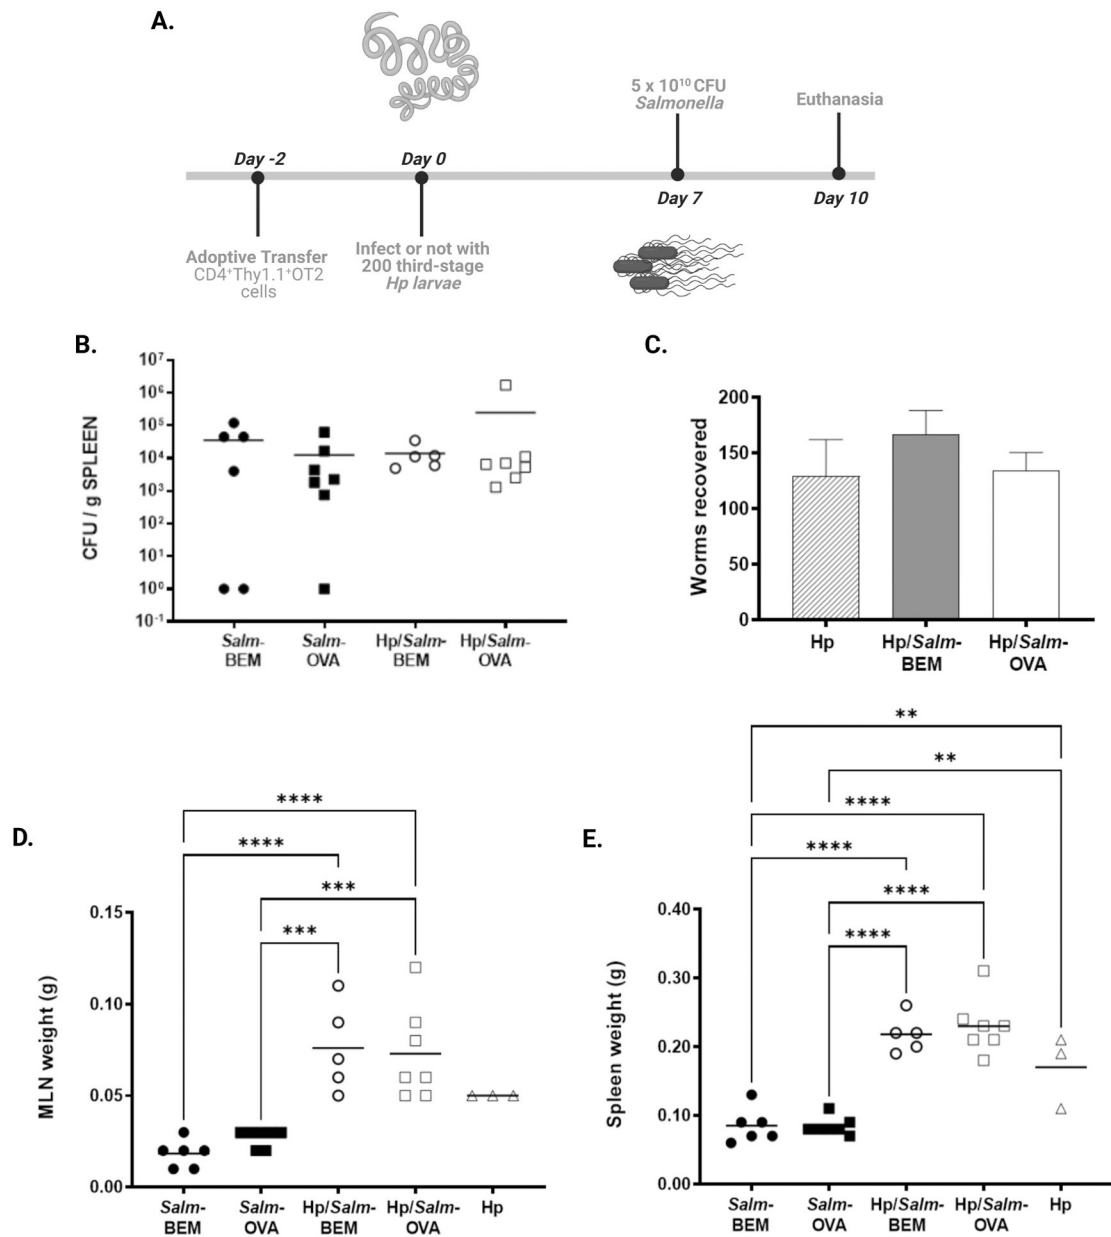 A.
5 x 10¹⁰ CFU
Salmonella
Euthanasia
Day -2
Day 0
Day 7
Day 10
Adoptive Transfer
CD4⁺Thy1.1⁺OT2
cells
Infect or not with
200 third-stage
Hp larvae
B.
CFU / g SPLEEN
10⁷
10⁶
10⁵
10⁴
10³
10²
10¹
10⁰
10⁻¹
Salm-
BEM
Salm-
OVA
Hp/Salm-
BEM
Hp/Salm-
OVA
C.
Worms recovered
200
150
100
50
0
Hp
Hp/Salm-
BEM
Hp/Salm-
OVA
D.
****
****
***
***
MLN weight (g)
0.15
0.10
0.05
0.00
Salm-
BEM
Salm-
OVA
Hp/Salm-
BEM
Hp/Salm-
OVA
Hp
E.
**
**
****
****
****
****
Spleen weight (g)
0.40
0.30
0.20
0.10
0.00
Salm-
BEM
Salm-
OVA
Hp/Salm-
BEM
Hp/Salm-
OVA
Hp